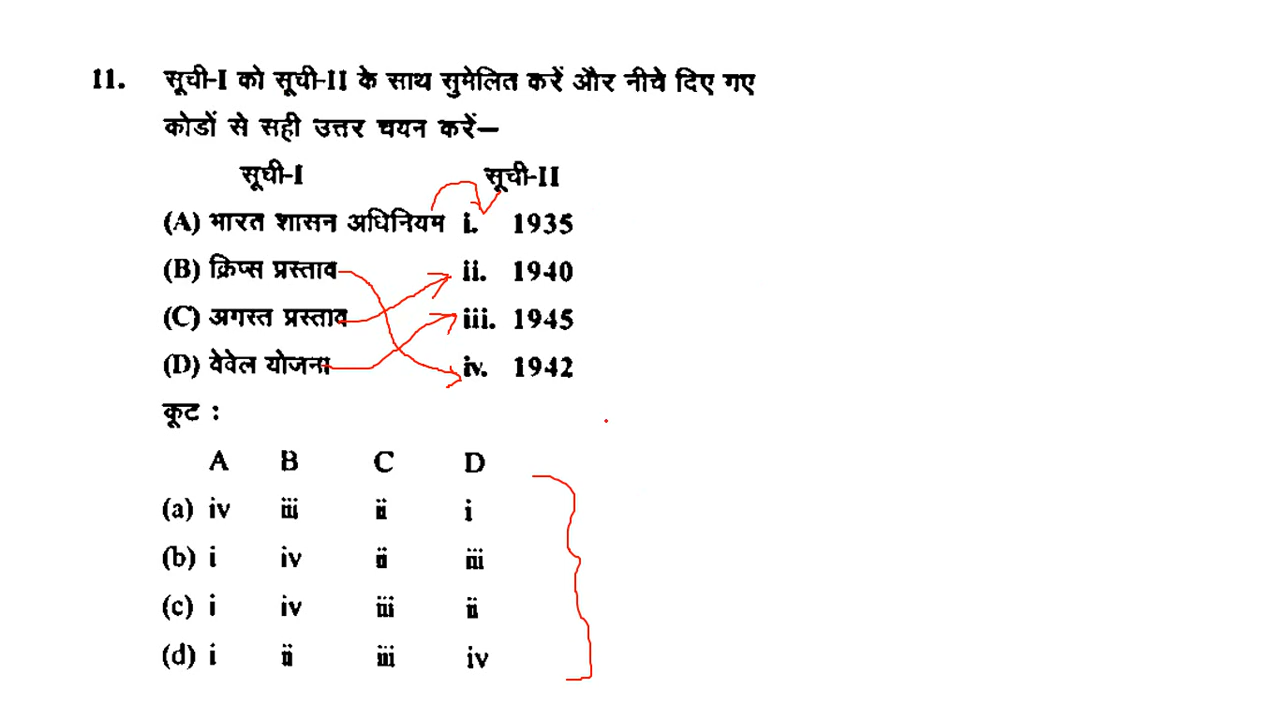 11. सूची-I को सूची-II के साथ सुमेलित करें और नीचे दिए गए
कोडों से सही उत्तर चयन करें–
सूची-I सूची-II
(A) भारत शासन अधिनियम i. 1935
(B) क्रिप्स प्रस्ताव ii. 1940
(C) अगस्त प्रस्ताव iii. 1945
(D) वेवेल योजना iv. 1942
कूट :
A B C D
(a) iv iii ii i
(b) i iv ii iii
(c) i iv iii ii
(d) i ii iii iv